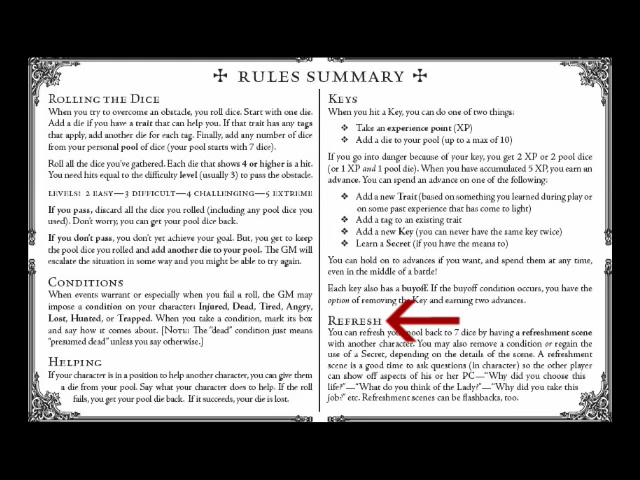 RULES SUMMARY
ROLLING THE DICE
When you try to overcome an obstacle, you roll dice. Start with one die.
Add a die if you have a trait that can help you. If that trait has any tags
that apply, add another die for each tag. Finally, add any number of dice
from your personal pool of dice (your pool starts with 7 dice).
Roll all the dice you've gathered. Each die that shows 4 or higher is a hit.
You need hits equal to the difficulty level (usually 3) to pass the obstacle.
LEVELS: 2 EASY—3 DIFFICULT—4 CHALLENGING—5 EXTREME
If you pass, discard all the dice you rolled (including any pool dice you
used). Don't worry, you can get your pool dice back.
If you don't pass, you don't yet achieve your goal. But, you get to keep
the pool dice you rolled and add another die to your pool. The GM will
escalate the situation in some way and you might be able to try again.
CONDITIONS
When events warrant or especially when you fail a roll, the GM may
impose a condition on your character: Injured, Dead, Tired, Angry,
Lost, Hunted, or Trapped. When you take a condition, mark its box
and say how it comes about. [NOTE: The "dead" condition just means
"presumed dead" unless you say otherwise.]
HELPING
If your character is in a position to help another character, you can give them
a die from your pool. Say what your character does to help. If the roll
fails, you get your pool die back. If it succeeds, your die is lost.
KEYS
When you hit a Key, you can do one of two things:
❖ Take an experience point (XP)
❖ Add a die to your pool (up to a max of 10)
If you go into danger because of your key, you get 2 XP or 2 pool dice
(or 1 XP and 1 pool die). When you have accumulated 5 XP, you earn an
advance. You can spend an advance on one of the following:
❖ Add a new Trait (based on something you learned during play or
on some past experience that has come to light)
❖ Add a tag to an existing trait
❖ Add a new Key (you can never have the same key twice)
❖ Learn a Secret (if you have the means to)
You can hold on to advances if you want, and spend them at any time,
even in the middle of a battle!
Each key also has a buyoff. If the buyoff condition occurs, you have the
option of removing the Key and earning two advances.
REFRESH
You can refresh your pool back to 7 dice by having a refreshment scene
with another character. You may also remove a condition or regain the
use of a Secret, depending on the details of the scene. A refreshment
scene is a good time to ask questions (in character) so the other player
can show off aspects of his or her PC—"Why did you choose this
life?"—"What do you think of the Lady?"—"Why did you take this
job?" etc. Refreshment scenes can be flashbacks, too.